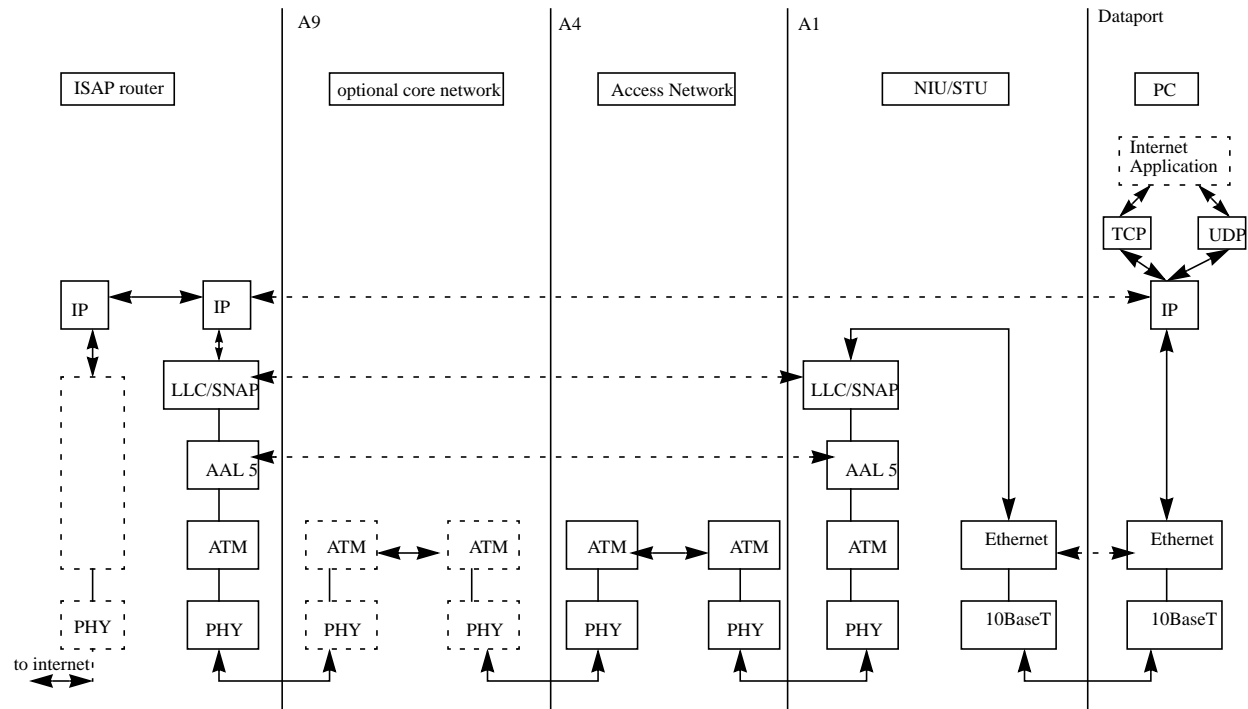 A9
A4
A1
Dataport
ISAP router
optional core network
Access Network
NIU/STU
PC
Internet
Application
TCP
UDP
IP
IP
IP
LLC/SNAP
LLC/SNAP
AAL 5
AAL 5
ATM
ATM
ATM
ATM
ATM
ATM
Ethernet
Ethernet
PHY
PHY
PHY
PHY
PHY
PHY
PHY
10BaseT
10BaseT
to internet